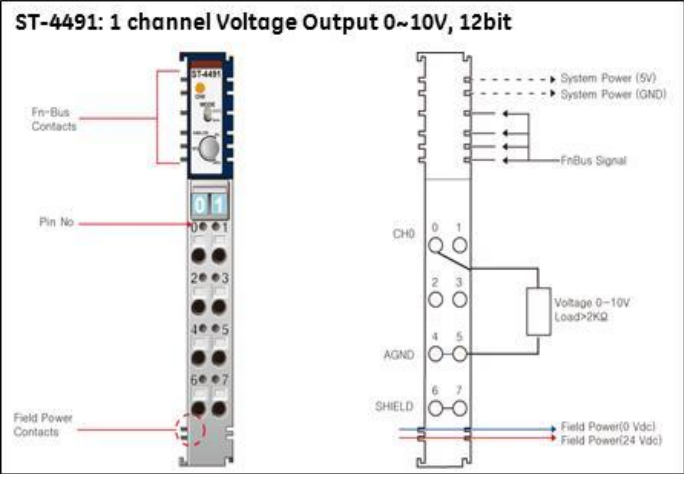 ST-4491: 1 channel Voltage Output 0~10V, 12bit
ST-4491
CH0
MODE
Fn-Bus
Contacts
Pin No
0 1
0 1
2 3
4 5
6 7
Field Power
Contacts
System Power (5V)
System Power (GND)
FnBus Signal
CH0
0 1
2 3
Voltage 0-10V
Load>2KΩ
4 5
AGND
6 7
SHIELD
Field Power(0 Vdc)
Field Power(24 Vdc)